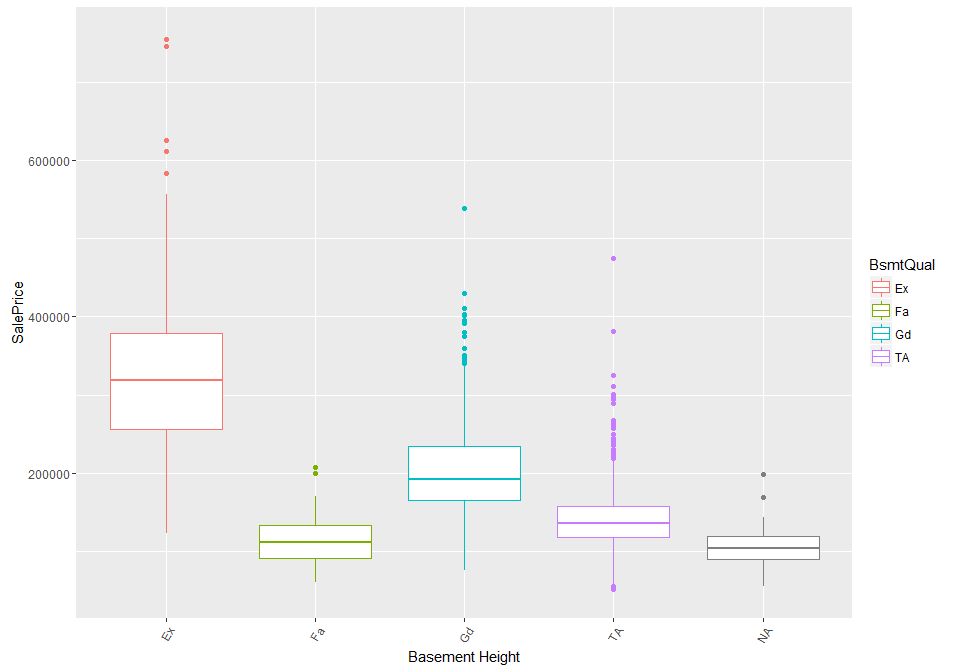 SalePrice
600000
400000
200000
Ex
Fa
Gd
TA
NA
Basement Height
BsmtQual
Ex
Fa
Gd
TA